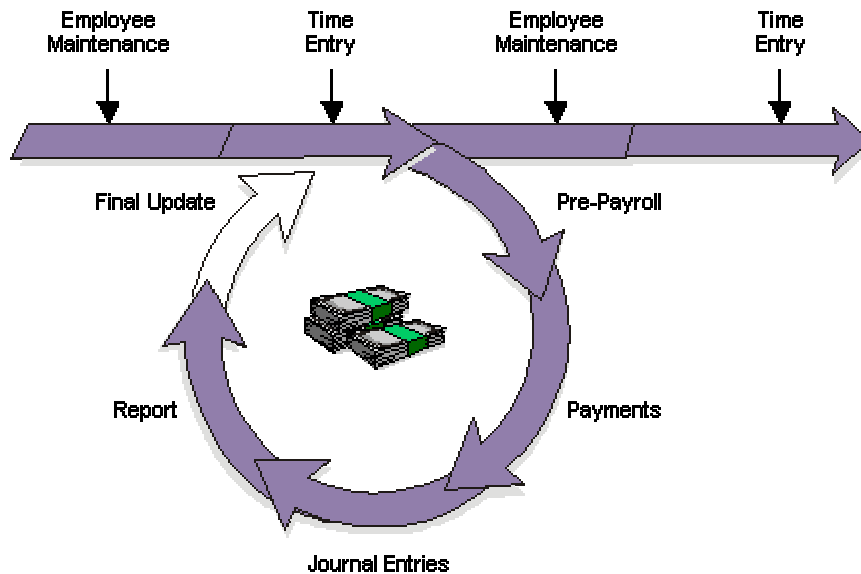 Employee
Maintenance
Time
Entry
Employee
Maintenance
Time
Entry
Final Update
Pre-Payroll
Report
Payments
Journal Entries